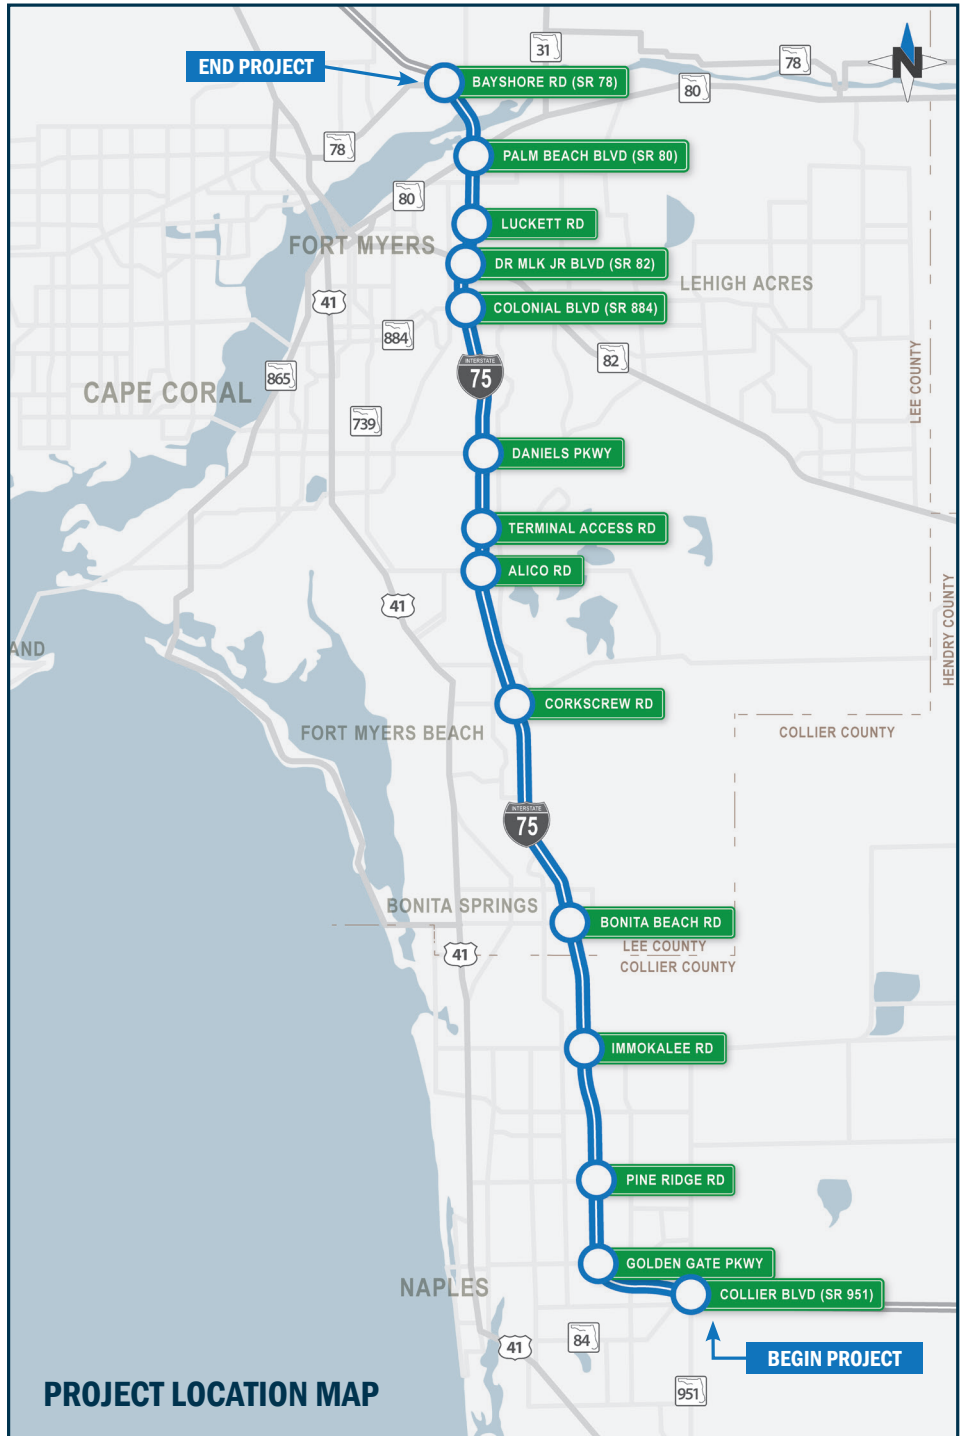 31
78
N
END PROJECT
BAYSHORE RD (SR 78)
80
78
PALM BEACH BLVD (SR 80)
80
LUCKETT RD
FORT MYERS
DR MLK JR BLVD (SR 82)
LEHIGH ACRES
41
COLONIAL BLVD (SR 884)
884
82
INTERSTATE
75
865
CAPE CORAL
LEE COUNTY
739
DANIELS PKWY
TERMINAL ACCESS RD
ALICO RD
41
HENDRY COUNTY
AND
CORKSCREW RD
FORT MYERS BEACH
COLLIER COUNTY
INTERSTATE
75
BONITA SPRINGS
BONITA BEACH RD
LEE COUNTY
41
COLLIER COUNTY
IMMOKALEE RD
PINE RIDGE RD
GOLDEN GATE PKWY
NAPLES
COLLIER BLVD (SR 951)
84
41
BEGIN PROJECT
951
PROJECT LOCATION MAP